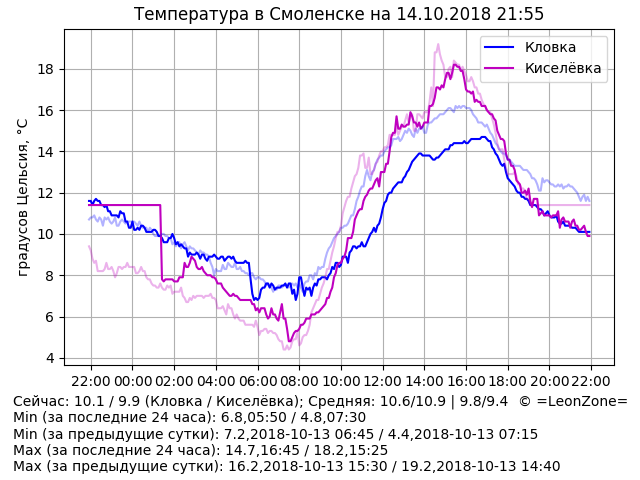 Температура в Смоленске на 14.10.2018 21:55
Кловка
Киселёвка
градусов Цельсия, °C
18
16
14
12
10
8
6
4
22:00 00:00 02:00 04:00 06:00 08:00 10:00 12:00 14:00 16:00 18:00 20:00 22:00
Сейчас: 10.1 / 9.9 (Кловка / Киселёвка); Средняя: 10.6/10.9 | 9.8/9.4 © =LeonZone=
Min (за последние 24 часа): 6.8,05:50 / 4.8,07:30
Min (за предыдущие сутки): 7.2,2018-10-13 06:45 / 4.4,2018-10-13 07:15
Max (за последние 24 часа): 14.7,16:45 / 18.2,15:25
Max (за предыдущие сутки): 16.2,2018-10-13 15:30 / 19.2,2018-10-13 14:40